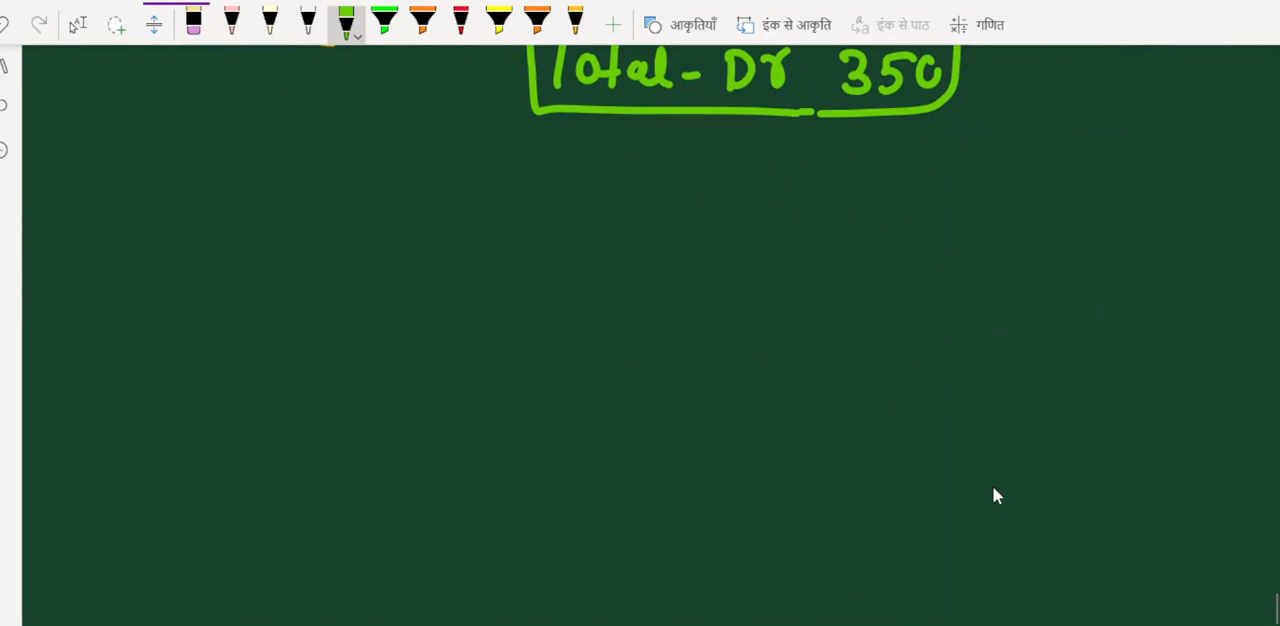 आकृतियाँ इंक से आकृति इंक से पाठ गणित
Total - Dr 350